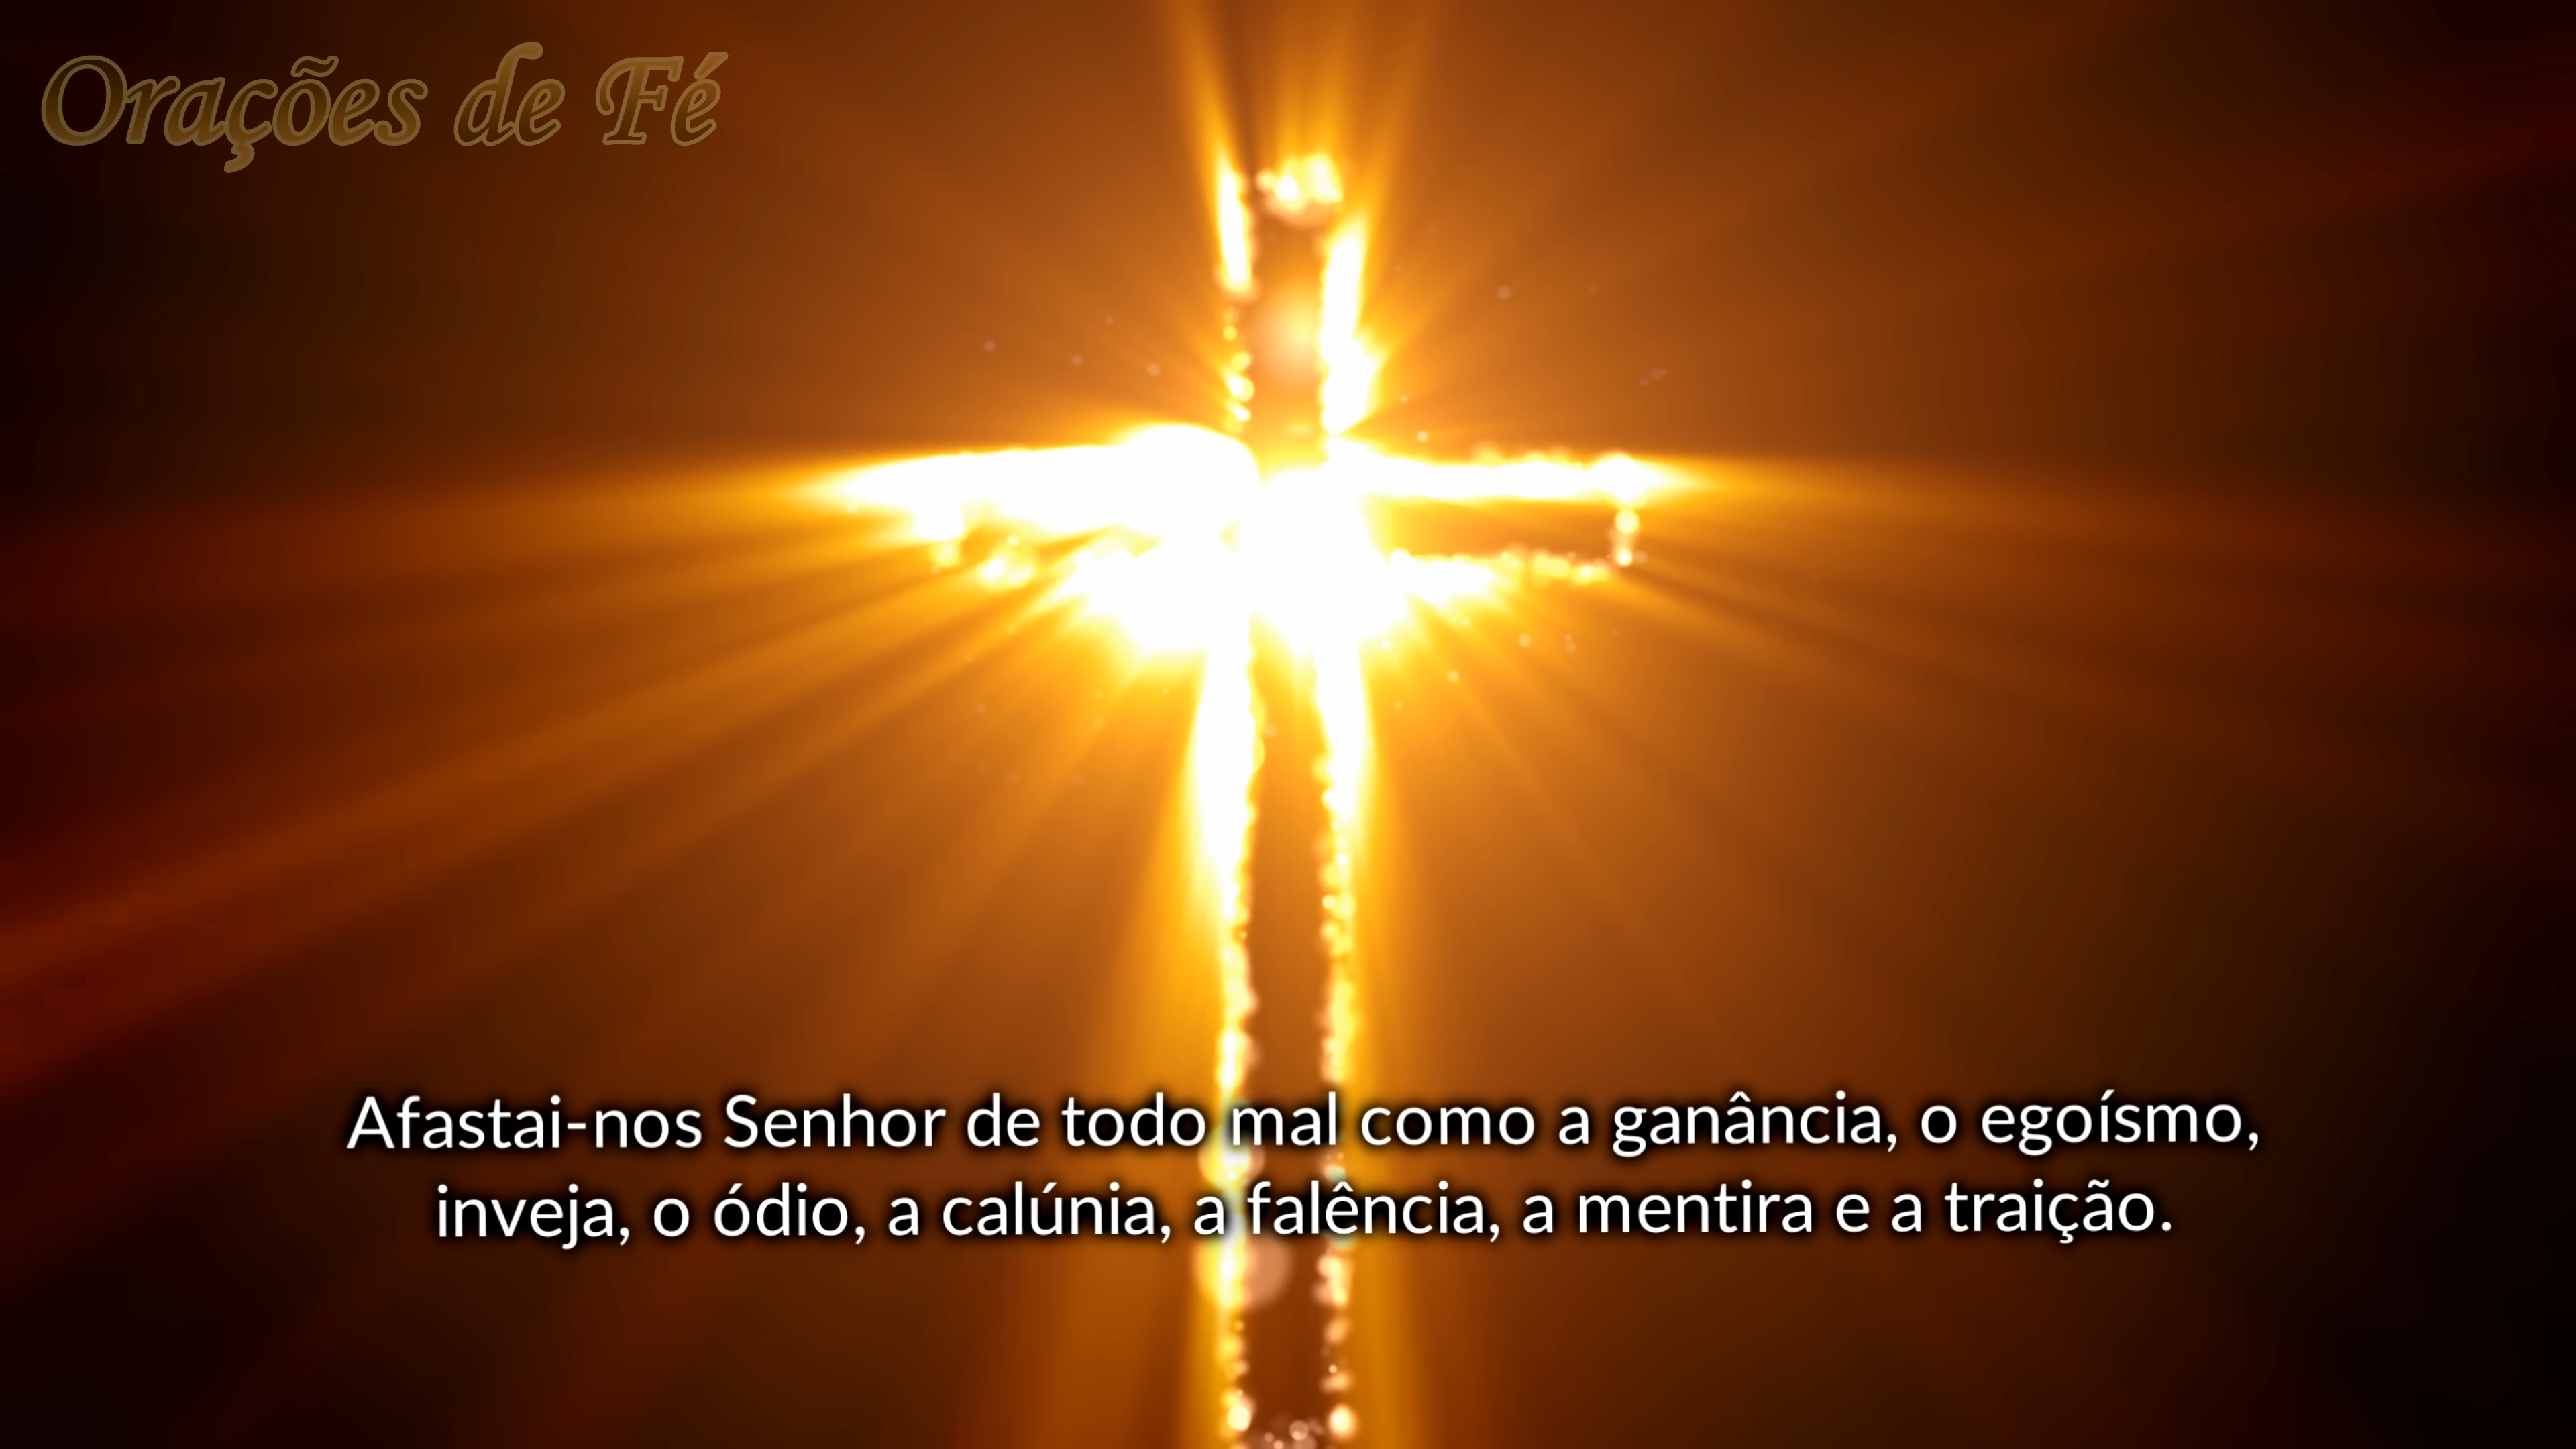 Orações de Fé
Afastai-nos Senhor de todo mal como a ganância, o egoísmo,
inveja, o ódio, a calúnia, a falência, a mentira e a traição.